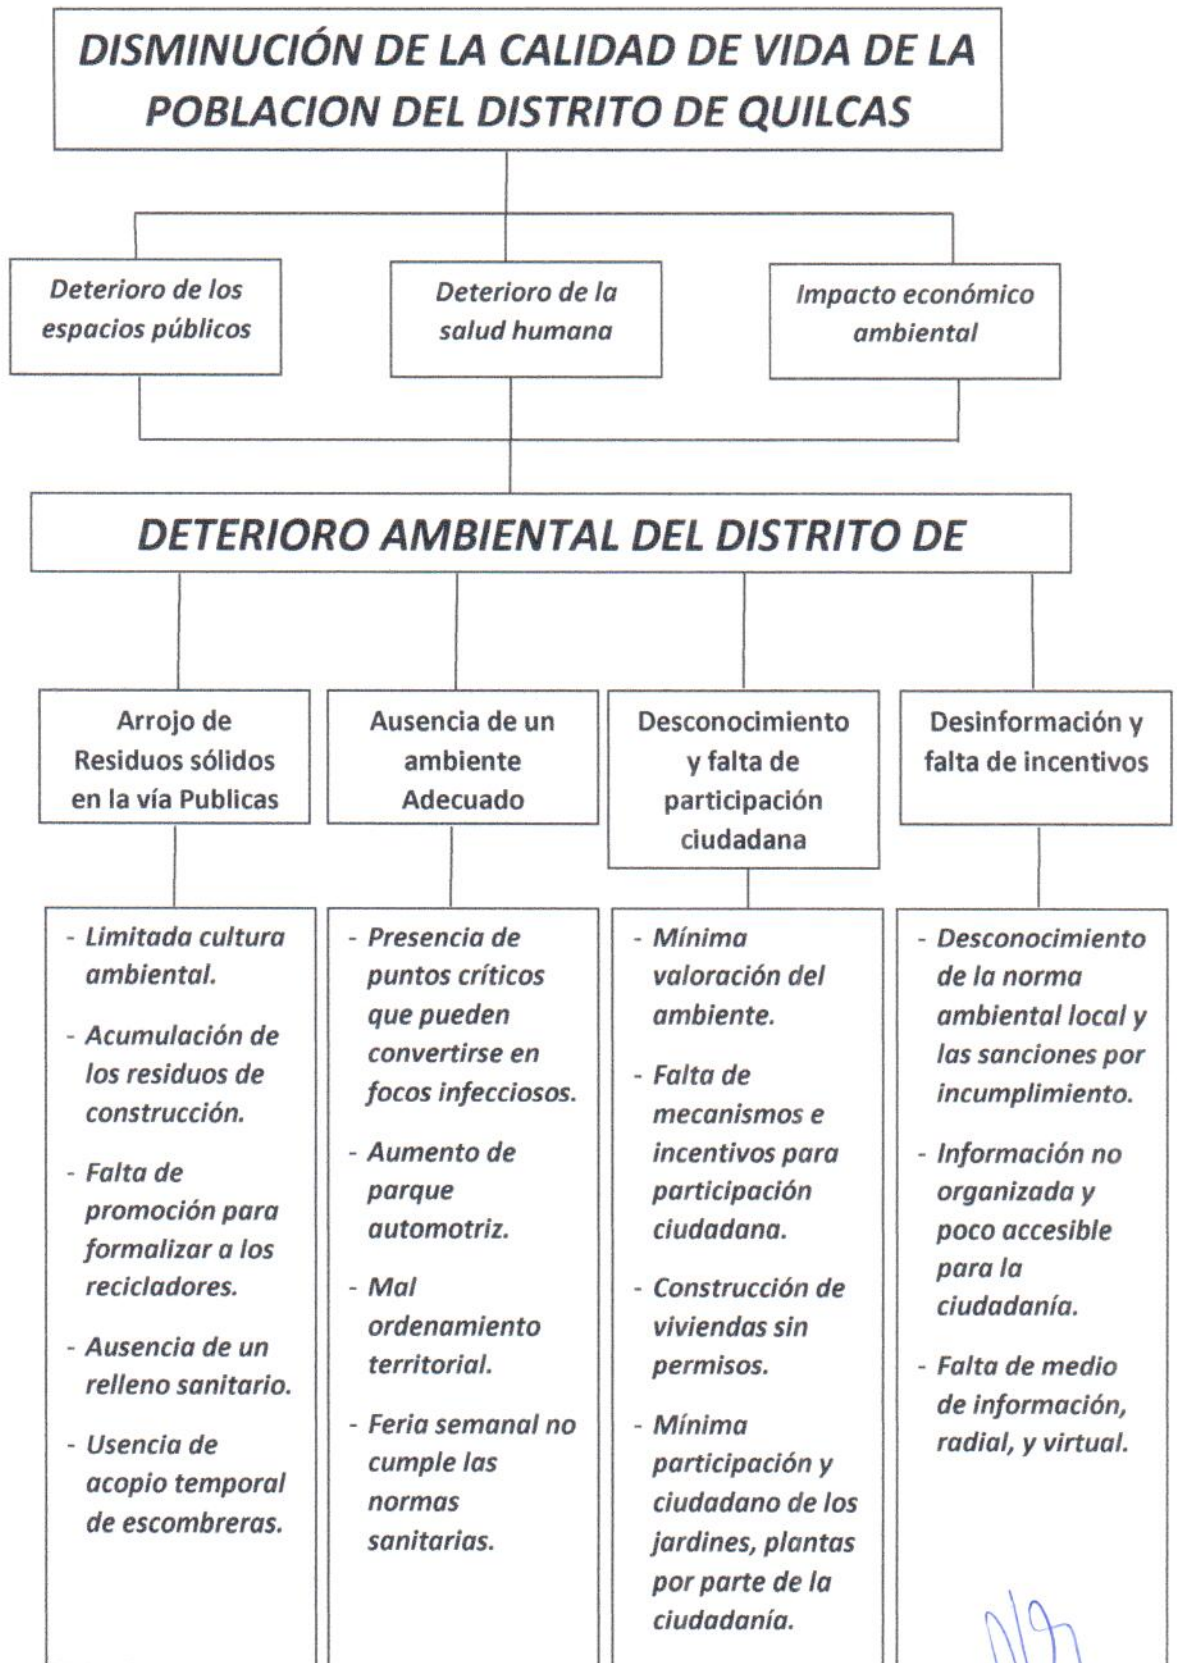 DISMINUCIÓN DE LA CALIDAD DE VIDA DE LA
POBLACION DEL DISTRITO DE QUILCAS
Deterioro de los
espacios públicos
Deterioro de la
salud humana
Impacto económico
ambiental
DETERIORO AMBIENTAL DEL DISTRITO DE
Arrojo de
Residuos sólidos
en la vía Publicas
Ausencia de un
ambiente
Adecuado
Desconocimiento
y falta de
participación
ciudadana
Desinformación y
falta de incentivos
- Limitada cultura
ambiental.
- Acumulación de
los residuos de
construcción.
- Falta de
promoción para
formalizar a los
recicladores.
- Ausencia de un
relleno sanitario.
- Usencia de
acopio temporal
de escombreras.
- Presencia de
puntos críticos
que pueden
convertirse en
focos infecciosos.
- Aumento de
parque
automotriz.
- Mal
ordenamiento
territorial.
- Feria semanal no
cumple las
normas
sanitarias.
- Mínima
valoración del
ambiente.
- Falta de
mecanismos e
incentivos para
participación
ciudadana.
- Construcción de
viviendas sin
permisos.
- Mínima
participación y
ciudadano de los
jardines, plantas
por parte de la
ciudadanía.
- Desconocimiento
de la norma
ambiental local y
las sanciones por
incumplimiento.
- Información no
organizada y
poco accesible
para la
ciudadanía.
- Falta de medio
de información,
radial, y virtual.